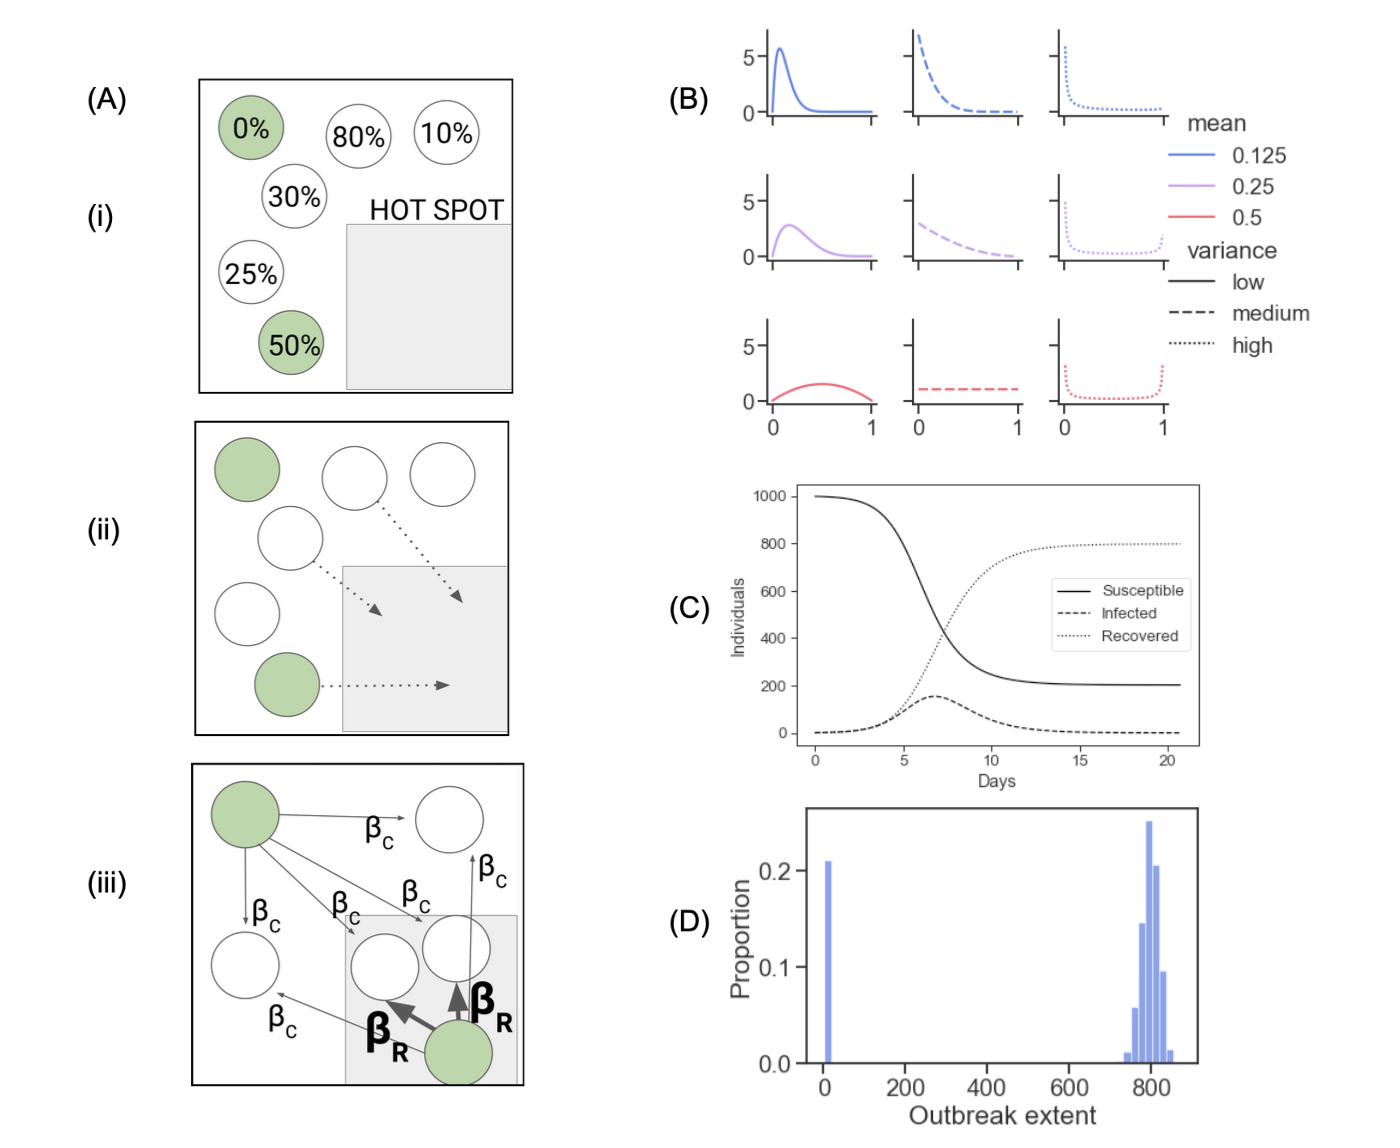 (A)
(i)
0%
80%
10%
30%
HOT SPOT
25%
50%
(ii)
(iii)
βC
βC
βC
βC
βC
βC
βR
βR
(B)
5
0
5
0
5
0
0 1
0 1
0 1
mean
0.125
0.25
0.5
variance
low
medium
high
(C)
Individuals
1000
800
600
400
200
0
0 5 10 15 20
Days
Susceptible
Infected
Recovered
(D)
Proportion
0.2
0.1
0.0
0 200 400 600 800
Outbreak extent